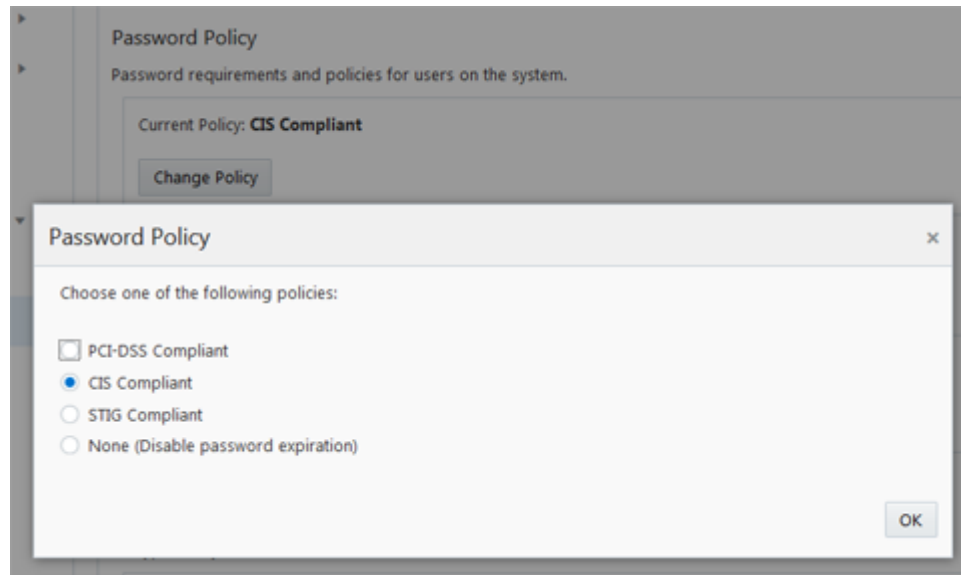 Password Policy
Password requirements and policies for users on the system.
Current Policy: CIS Compliant
Change Policy
Password Policy
×
Choose one of the following policies:
PCI-DSS Compliant
CIS Compliant
STIG Compliant
None (Disable password expiration)
OK